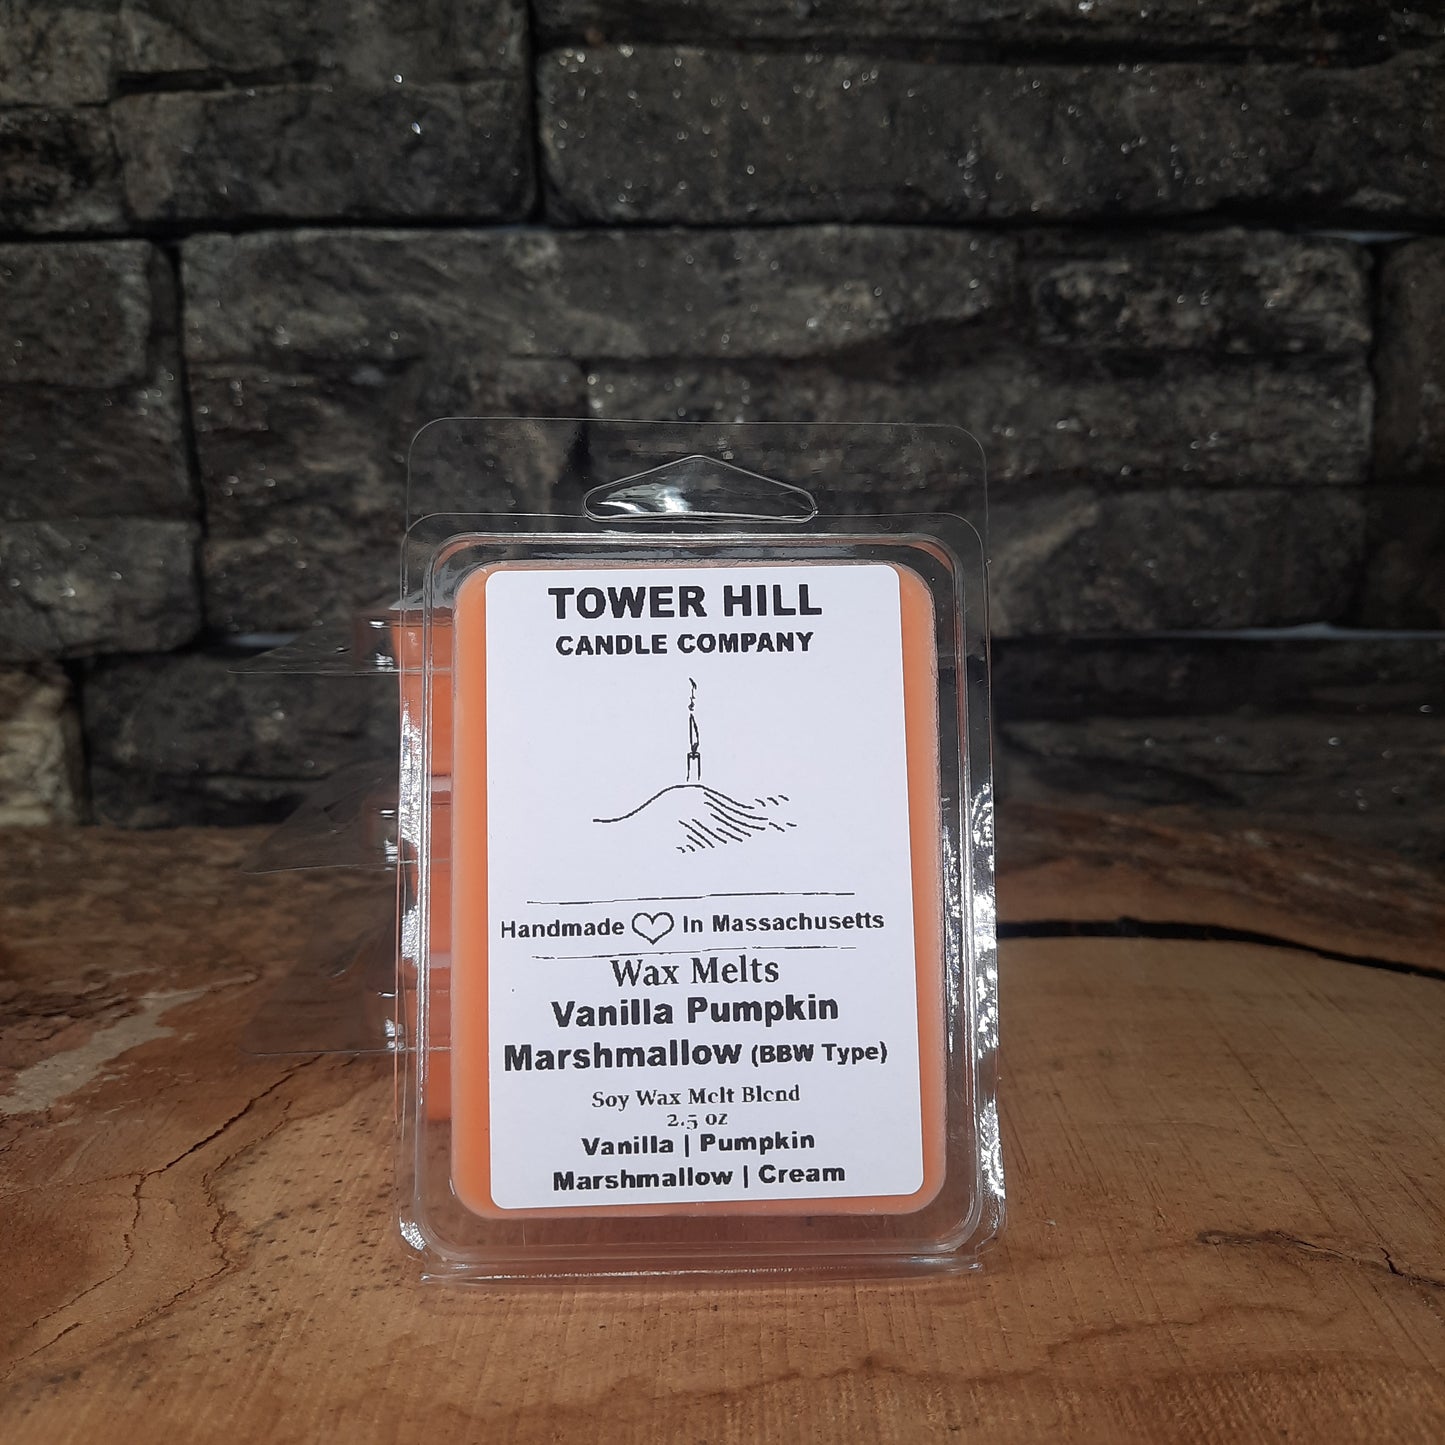 TOWER HILL
CANDLE COMPANY
Handmade In Massachusetts
Wax Melts
Vanilla Pumpkin
Marshmallow (BBW Type)
Soy Wax Melt Blend
2.5 oz
Vanilla | Pumpkin
Marshmallow | Cream